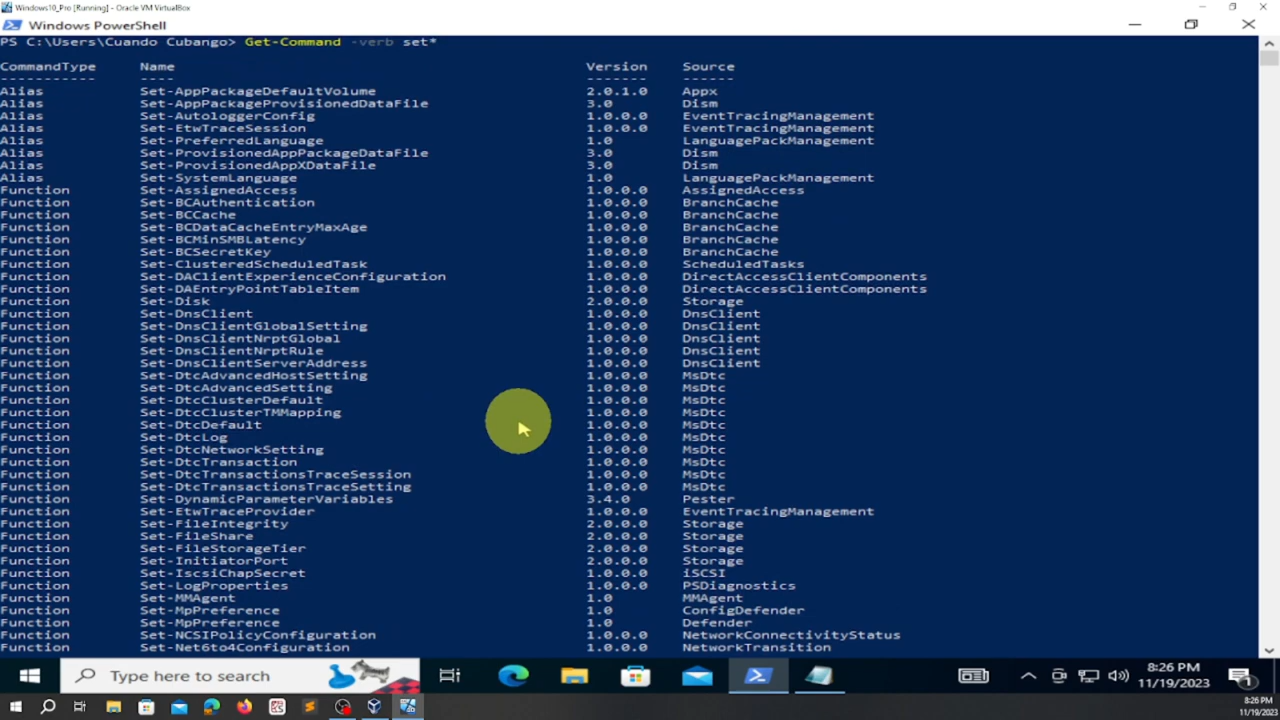 Windows10_Pro [Running] - Oracle VM VirtualBox
Windows PowerShell
PS C:\Users\Cuando Cubango> Get-Command -verb set*
CommandType Name Version Source
----------- ---- ------- ------
Alias Set-AppPackageDefaultVolume 2.0.1.0 Appx
Alias Set-AppPackageProvisionedDataFile 3.0 Dism
Alias Set-AutologgerConfig 1.0.0.0 EventTracingManagement
Alias Set-EtwTraceSession 1.0.0.0 EventTracingManagement
Alias Set-PreferredLanguage 1.0 LanguagePackManagement
Alias Set-ProvisionedAppPackageDataFile 3.0 Dism
Alias Set-ProvisionedAppXDataFile 3.0 Dism
Alias Set-SystemLanguage 1.0 LanguagePackManagement
Function Set-AssignedAccess 1.0.0.0 AssignedAccess
Function Set-BCAuthentication 1.0.0.0 BranchCache
Function Set-BCCache 1.0.0.0 BranchCache
Function Set-BCDataCacheEntryMaxAge 1.0.0.0 BranchCache
Function Set-BCMinSMBLatency 1.0.0.0 BranchCache
Function Set-BCSecretKey 1.0.0.0 BranchCache
Function Set-ClusteredScheduledTask 1.0.0.0 ScheduledTasks
Function Set-DAClientExperienceConfiguration 1.0.0.0 DirectAccessClientComponents
Function Set-DAEntryPointTableItem 1.0.0.0 DirectAccessClientComponents
Function Set-Disk 2.0.0.0 Storage
Function Set-DnsClient 1.0.0.0 DnsClient
Function Set-DnsClientGlobalSetting 1.0.0.0 DnsClient
Function Set-DnsClientNrptGlobal 1.0.0.0 DnsClient
Function Set-DnsClientNrptRule 1.0.0.0 DnsClient
Function Set-DnsClientServerAddress 1.0.0.0 DnsClient
Function Set-DtcAdvancedHostSetting 1.0.0.0 MsDtc
Function Set-DtcAdvancedSetting 1.0.0.0 MsDtc
Function Set-DtcClusterDefault 1.0.0.0 MsDtc
Function Set-DtcClusterTMMapping 1.0.0.0 MsDtc
Function Set-DtcDefault 1.0.0.0 MsDtc
Function Set-DtcLog 1.0.0.0 MsDtc
Function Set-DtcNetworkSetting 1.0.0.0 MsDtc
Function Set-DtcTransaction 1.0.0.0 MsDtc
Function Set-DtcTransactionsTraceSession 1.0.0.0 MsDtc
Function Set-DtcTransactionsTraceSetting 1.0.0.0 MsDtc
Function Set-DynamicParameterVariables 3.4.0 Pester
Function Set-EtwTraceProvider 1.0.0.0 EventTracingManagement
Function Set-FileIntegrity 2.0.0.0 Storage
Function Set-FileShare 2.0.0.0 Storage
Function Set-FileStorageTier 2.0.0.0 Storage
Function Set-InitiatorPort 2.0.0.0 Storage
Function Set-IscsiChapSecret 1.0.0.0 iSCSI
Function Set-LogProperties 1.0.0.0 PSDiagnostics
Function Set-MMAgent 1.0 MMAgent
Function Set-MpPreference 1.0 ConfigDefender
Function Set-MpPreference 1.0 Defender
Function Set-NCSIPolicyConfiguration 1.0.0.0 NetworkConnectivityStatus
Function Set-Net6to4Configuration 1.0.0.0 NetworkTransition
Type here to search
8:26 PM
11/19/2023
1
8:26 PM
11/19/2023